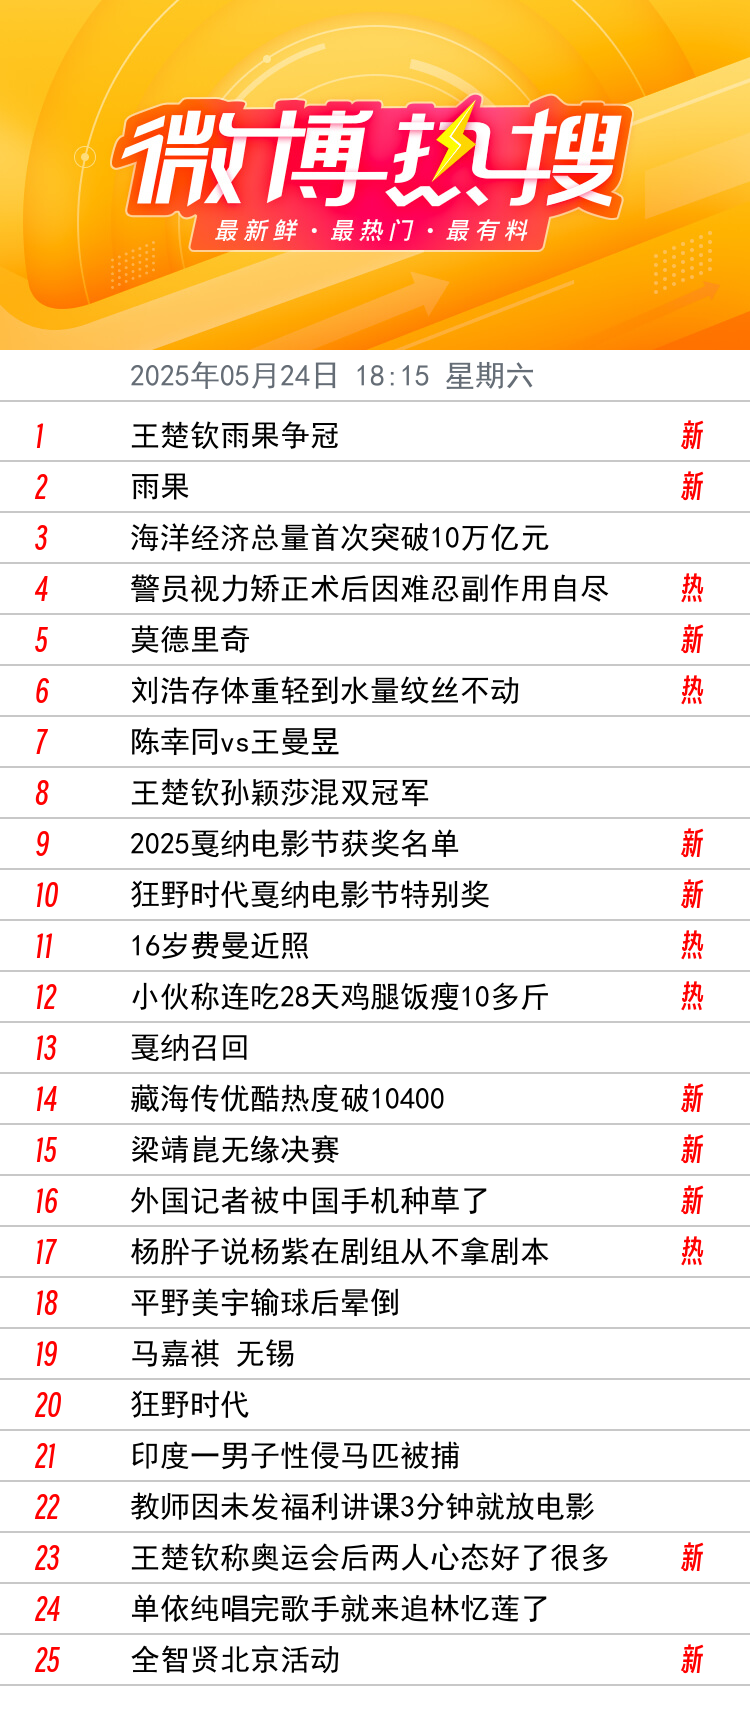 微博热搜
最新鲜·最热门·最有料
2025年05月24日 18:15 星期六
1 王楚钦雨果争冠 新
2 雨果 新
3 海洋经济总量首次突破10万亿元
4 警员视力矫正术后因难忍副作用自尽 热
5 莫德里奇 新
6 刘浩存体重轻到水量纹丝不动 热
7 陈幸同vs王曼昱
8 王楚钦孙颖莎混双冠军
9 2025戛纳电影节获奖名单 新
10 狂野时代戛纳电影节特别奖 新
11 16岁费曼近照 热
12 小伙称连吃28天鸡腿饭瘦10多斤 热
13 戛纳召回
14 藏海传优酷热度破10400 新
15 梁靖崑无缘决赛 新
16 外国记者被中国手机种草了 新
17 杨肸子说杨紫在剧组从不拿剧本 热
18 平野美宇输球后晕倒
19 马嘉祺 无锡
20 狂野时代
21 印度一男子性侵马匹被捕
22 教师因未发福利讲课3分钟就放电影
23 王楚钦称奥运会后两人心态好了很多 新
24 单依纯唱完歌手就来追林忆莲了
25 全智贤北京活动 新